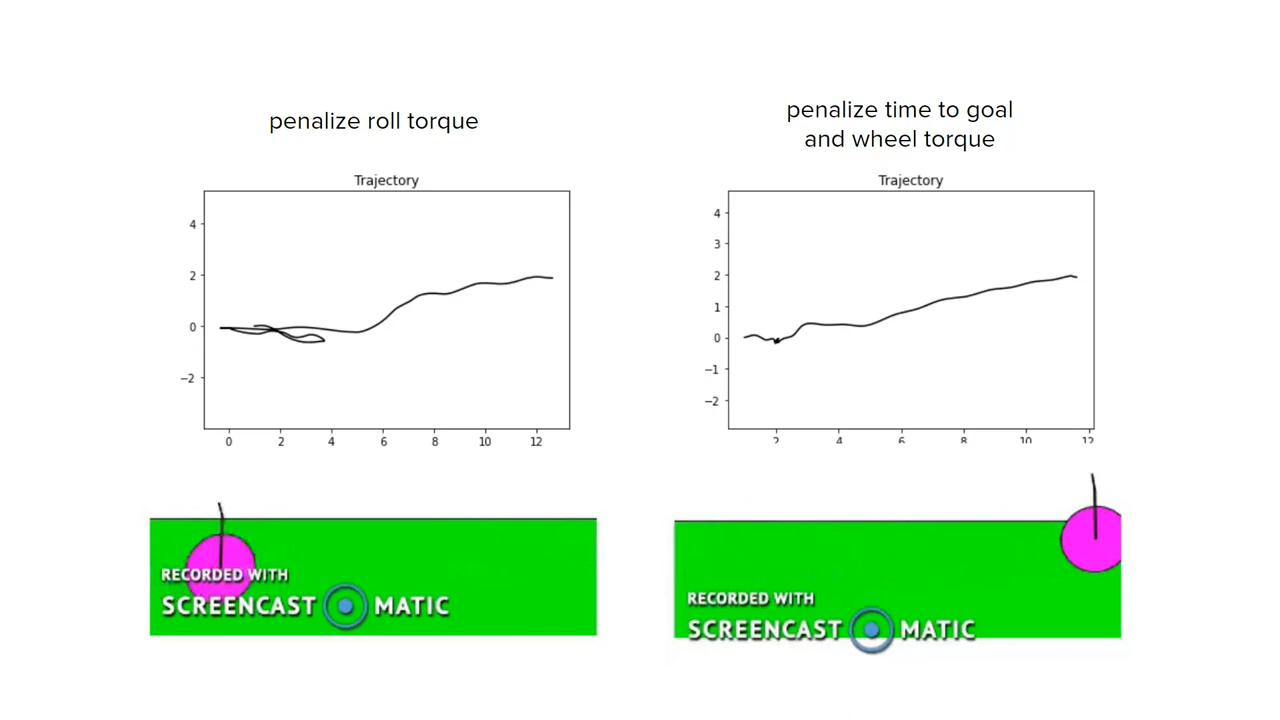 penalize roll torque
penalize time to goal
and wheel torque
Trajectory
4
2
0
−2
0 2 4 6 8 10 12
Trajectory
4
3
2
1
0
−1
−2
2 4 6 8 10 12
RECORDED WITH
SCREENCAST MATIC
RECORDED WITH
SCREENCAST MATIC